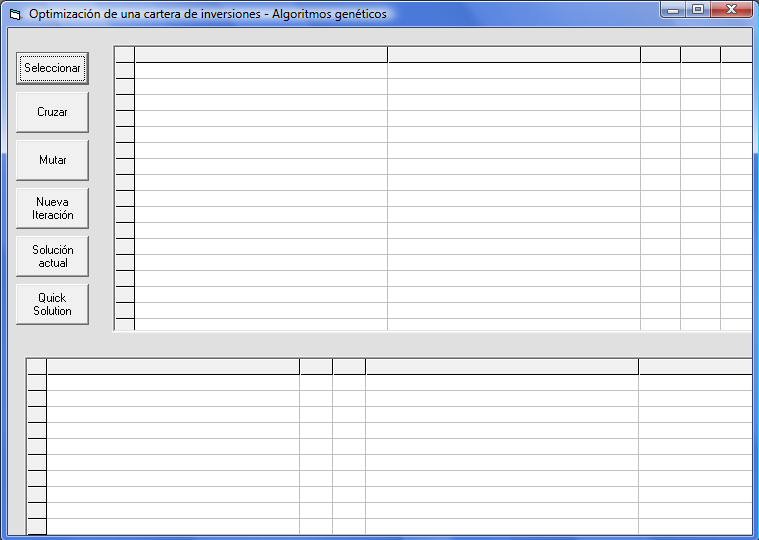 Optimización de una cartera de inversiones - Algoritmos genéticos
Seleccionar
Cruzar
Mutar
Nueva
Iteración
Solución
actual
Quick
Solution